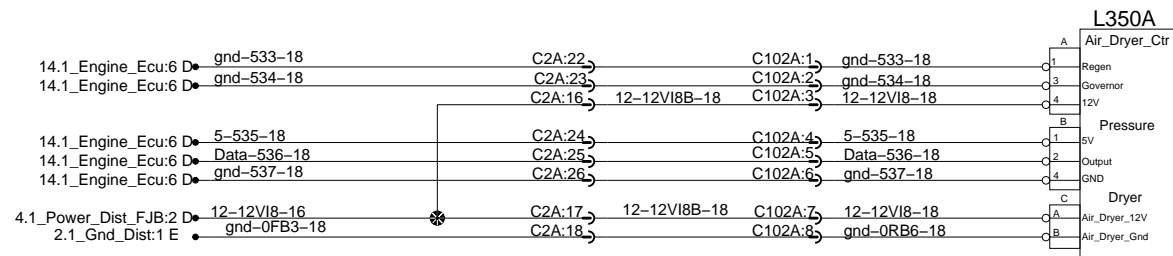 L350A
A Air_Dryer_Ctr
14.1_Engine_Ecu:6 D gnd−533−18 C2A:22 C102A:1 gnd−533−18 1 Regen
14.1_Engine_Ecu:6 D gnd−534−18 C2A:23 C102A:2 gnd−534−18 3 Governor
C2A:16 12−12VI8B−18 C102A:3 12−12VI8−18 4 12V
B Pressure
14.1_Engine_Ecu:6 D 5−535−18 C2A:24 C102A:4 5−535−18 1 5V
14.1_Engine_Ecu:6 D Data−536−18 C2A:25 C102A:5 Data−536−18 2 Output
14.1_Engine_Ecu:6 D gnd−537−18 C2A:26 C102A:6 gnd−537−18 4 GND
C Dryer
4.1_Power_Dist_FJB:2 D 12−12VI8−16 C2A:17 12−12VI8B−18 C102A:7 12−12VI8−18 A Air_Dryer_12V
2.1_Gnd_Dist:1 E gnd−0FB3−18 C2A:18 C102A:8 gnd−0RB6−18 B Air_Dryer_Gnd